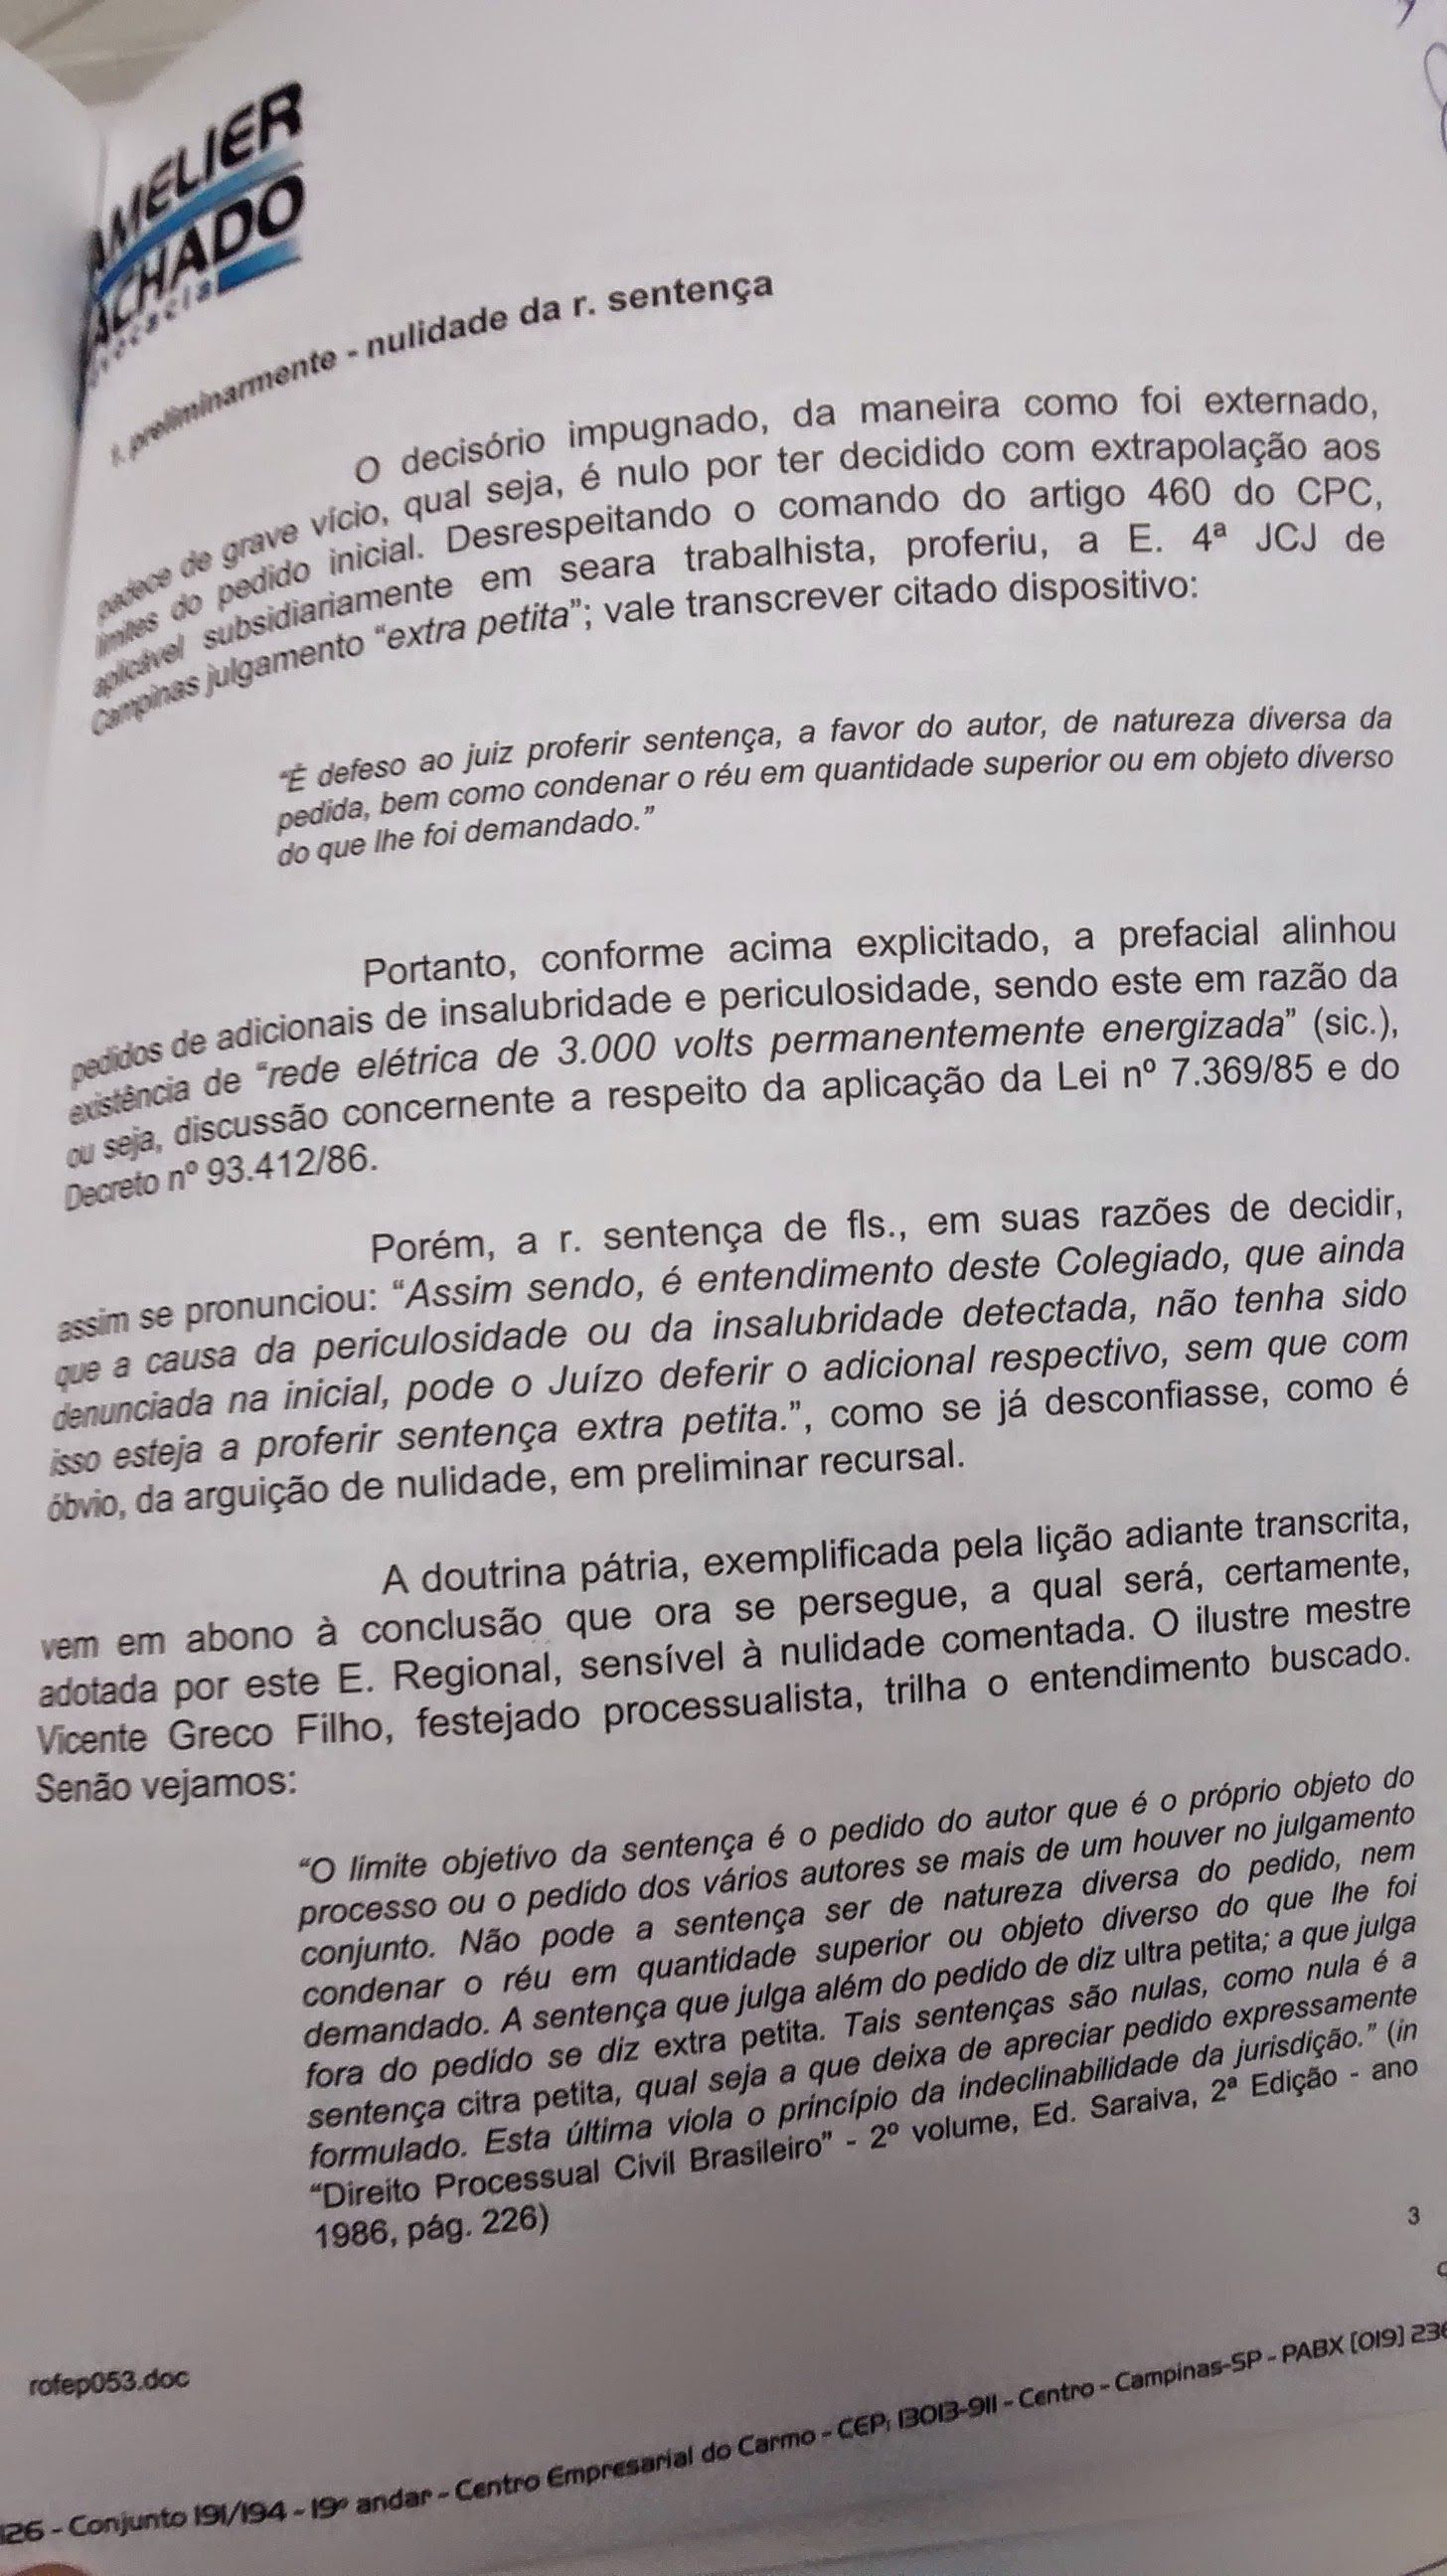 AMELIER
ACHADO
vocacia
1. preliminarmente - nulidade da r. sentença
O decisório impugnado, da maneira como foi externado,
padece de grave vício, qual seja, é nulo por ter decidido com extrapolação aos
limites do pedido inicial. Desrespeitando o comando do artigo 460 do CPC,
aplicável subsidiariamente em seara trabalhista, proferiu, a E. 4ª JCJ de
Campinas julgamento “extra petita”; vale transcrever citado dispositivo:
“É defeso ao juiz proferir sentença, a favor do autor, de natureza diversa da
pedida, bem como condenar o réu em quantidade superior ou em objeto diverso
do que lhe foi demandado.”
Portanto, conforme acima explicitado, a prefacial alinhou
pedidos de adicionais de insalubridade e periculosidade, sendo este em razão da
existência de “rede elétrica de 3.000 volts permanentemente energizada” (sic.),
ou seja, discussão concernente a respeito da aplicação da Lei nº 7.369/85 e do
Decreto nº 93.412/86.
Porém, a r. sentença de fls., em suas razões de decidir,
assim se pronunciou: “Assim sendo, é entendimento deste Colegiado, que ainda
que a causa da periculosidade ou da insalubridade detectada, não tenha sido
denunciada na inicial, pode o Juízo deferir o adicional respectivo, sem que com
isso esteja a proferir sentença extra petita.”, como se já desconfiasse, como é
óbvio, da arguição de nulidade, em preliminar recursal.
A doutrina pátria, exemplificada pela lição adiante transcrita,
vem em abono à conclusão que ora se persegue, a qual será, certamente,
adotada por este E. Regional, sensível à nulidade comentada. O ilustre mestre
Vicente Greco Filho, festejado processualista, trilha o entendimento buscado.
Senão vejamos:
“O limite objetivo da sentença é o pedido do autor que é o próprio objeto do
processo ou o pedido dos vários autores se mais de um houver no julgamento
conjunto. Não pode a sentença ser de natureza diversa do pedido, nem
condenar o réu em quantidade superior ou objeto diverso do que lhe foi
demandado. A sentença que julga além do pedido de diz ultra petita; a que julga
fora do pedido se diz extra petita. Tais sentenças são nulas, como nula é a
sentença citra petita, qual seja a que deixa de apreciar pedido expressamente
formulado. Esta última viola o princípio da indeclinabilidade da jurisdição.” (in
“Direito Processual Civil Brasileiro” - 2º volume, Ed. Saraiva, 2ª Edição - ano
1986, pág. 226)
3
rofep053.doc
126 - Conjunto 191/194 - 19º andar - Centro Empresarial do Carmo - CEP: 13013-911 - Centro - Campinas-SP - PABX (019) 236